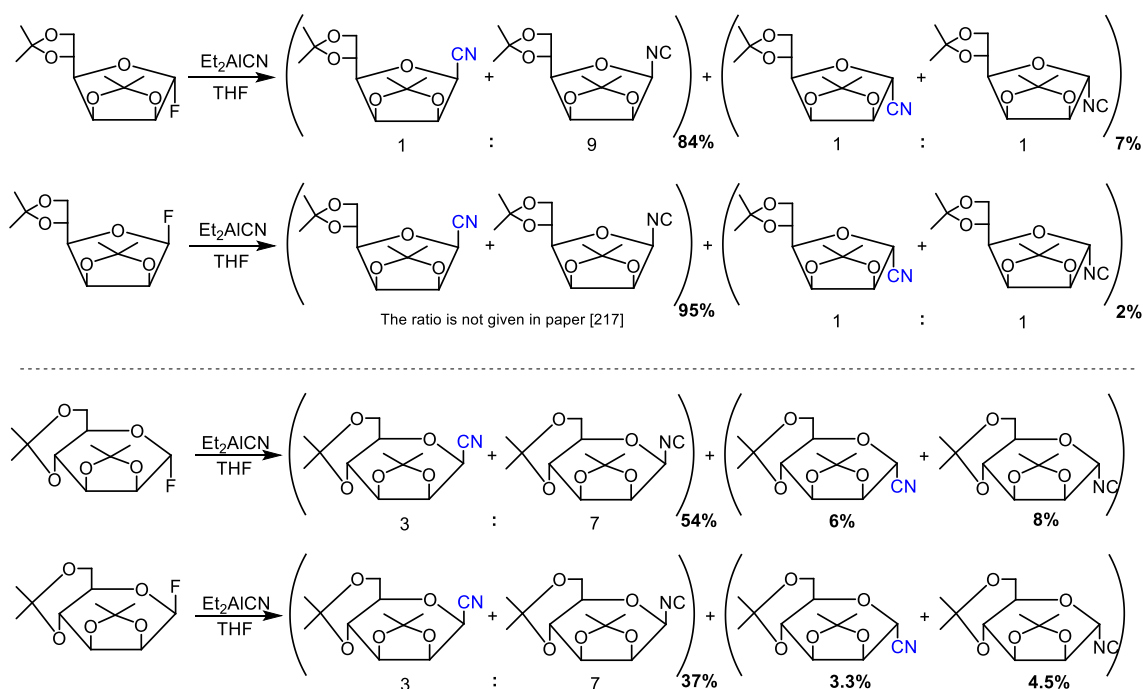 O O O O O F
Et₂AlCN
THF
( O O O O O CN + O O O O O NC ) 84% + ( O O O O O CN + O O O O O NC ) 7%
1 : 9 1 : 1
O O O O O F
Et₂AlCN
THF
( O O O O O CN + O O O O O NC ) 95% + ( O O O O O CN + O O O O O NC ) 2%
The ratio is not given in paper [217] 1 : 1
O O O O O F
Et₂AlCN
THF
( O O O O O CN + O O O O O NC ) 54% + ( O O O O O CN + O O O O O NC )
3 : 7 6% 8%
O O O O O F
Et₂AlCN
THF
( O O O O O CN + O O O O O NC ) 37% + ( O O O O O CN + O O O O O NC )
3 : 7 3.3% 4.5%